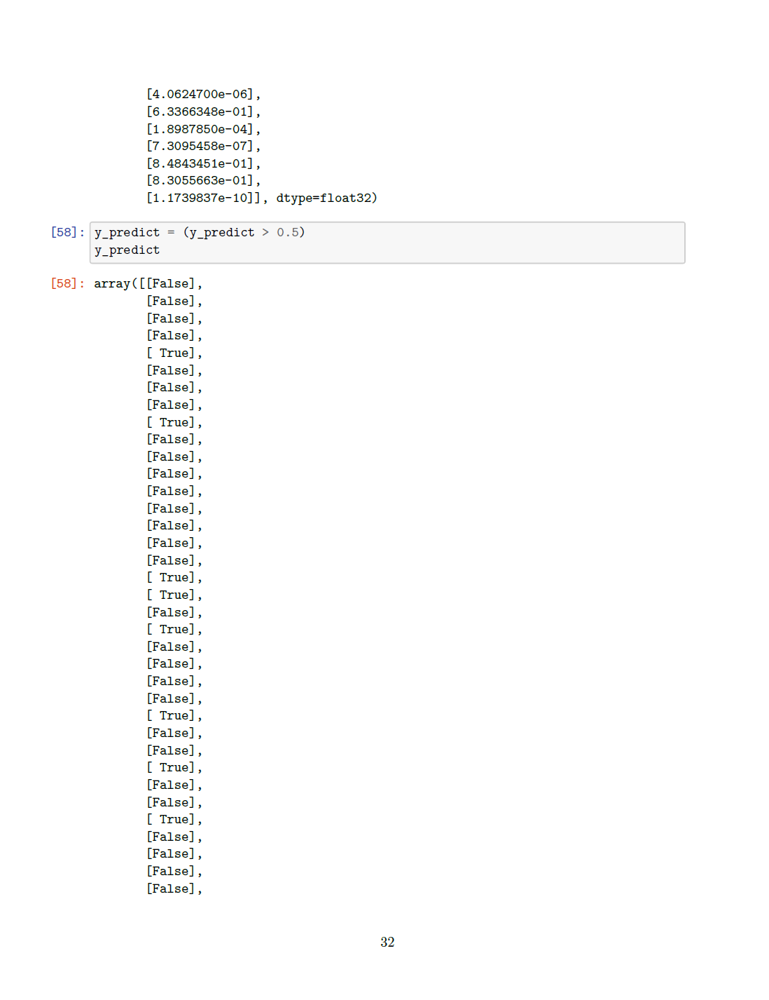 [4.0624700e-06],
[6.3366348e-01],
[1.8987850e-04],
[7.3095458e-07],
[8.4843451e-01],
[8.3055663e-01],
[1.1739837e-10]], dtype=float32)
[58]: y_predict = (y_predict > 0.5)
y_predict
[58]: array([[False],
[False],
[False],
[False],
[ True],
[False],
[False],
[False],
[ True],
[False],
[False],
[False],
[False],
[False],
[False],
[False],
[False],
[ True],
[ True],
[False],
[ True],
[False],
[False],
[False],
[False],
[ True],
[False],
[False],
[ True],
[False],
[False],
[ True],
[False],
[False],
[False],
[False],
32